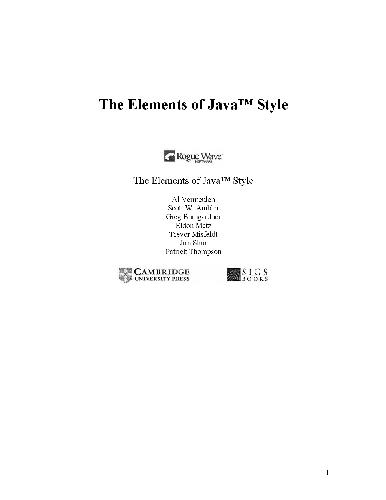 The Elements of Java™ Style
Rogue Wave
The Elements of Java™ Style
Al Vermeulen
Scott W. Ambler
Greg Bumgardner
Eldon Metz
Trevor Misfeldt
Jim Shur
Patrick Thompson
CAMBRIDGE
UNIVERSITY PRESS
SIGS
BOOKS
1